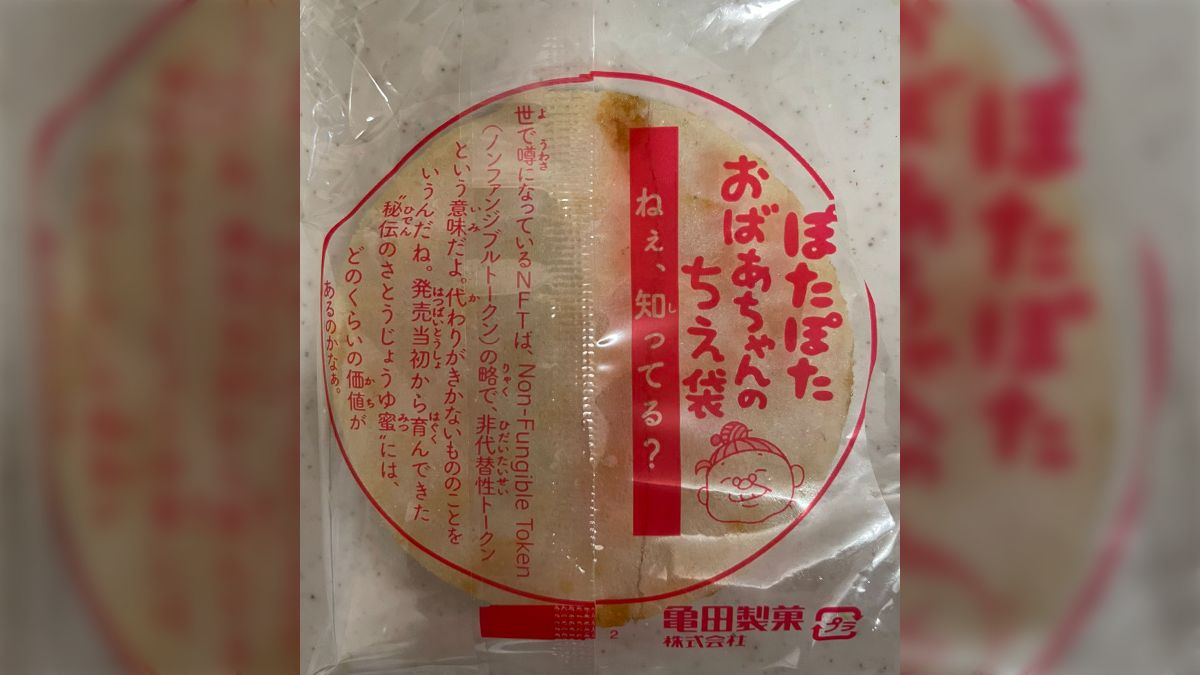 ぽたぽた
おばあちゃんの
ちえ袋
ねぇ、知ってる?
世で噂になっているNFTは、Non-Fungible Token
(ノンファンジブルトークン)の略で、非代替性トークン
という意味だよ。代わりがきかないもののことを
いうんだね。発売当初から育んできた
“秘伝のさとうじょうゆ蜜”には、
どのくらいの価値が
あるのかなぁ。
亀田製菓
株式会社
プラ
2